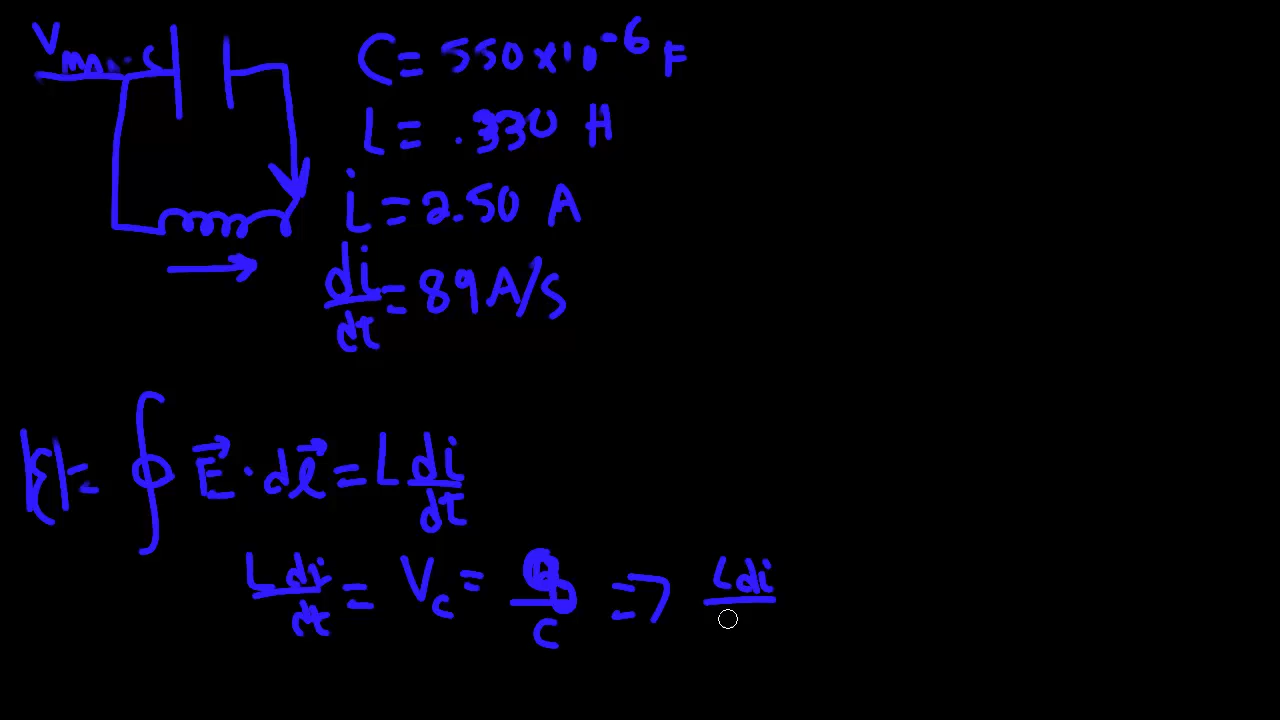 C = 550 × 10⁻⁶ F
L = .330 H
i = 2.50 A
di/dt = 89 A/S
|ε| = ∮ E⃗ · dl⃗ = L di/dt
L di/dt = V_c = q/c ⇒ L di